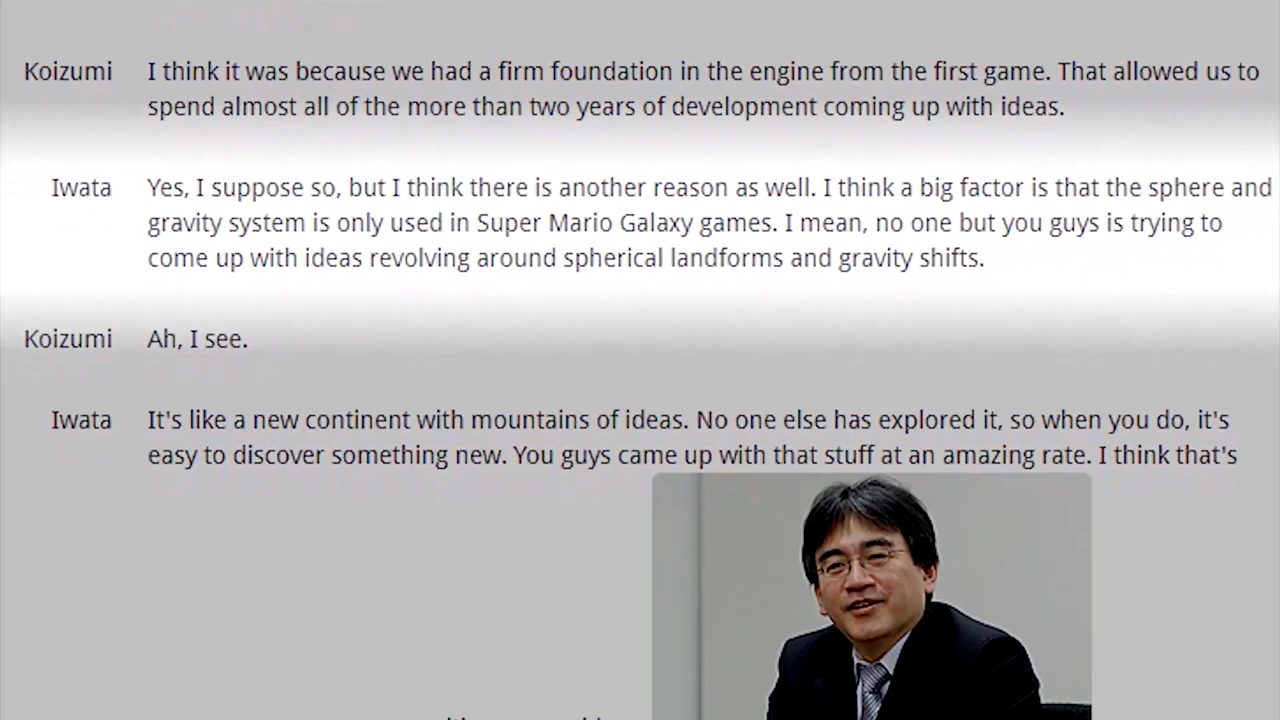 Koizumi I think it was because we had a firm foundation in the engine from the first game. That allowed us to
spend almost all of the more than two years of development coming up with ideas.
Iwata Yes, I suppose so, but I think there is another reason as well. I think a big factor is that the sphere and
gravity system is only used in Super Mario Galaxy games. I mean, no one but you guys is trying to
come up with ideas revolving around spherical landforms and gravity shifts.
Koizumi Ah, I see.
Iwata It's like a new continent with mountains of ideas. No one else has explored it, so when you do, it's
easy to discover something new. You guys came up with that stuff at an amazing rate. I think that's